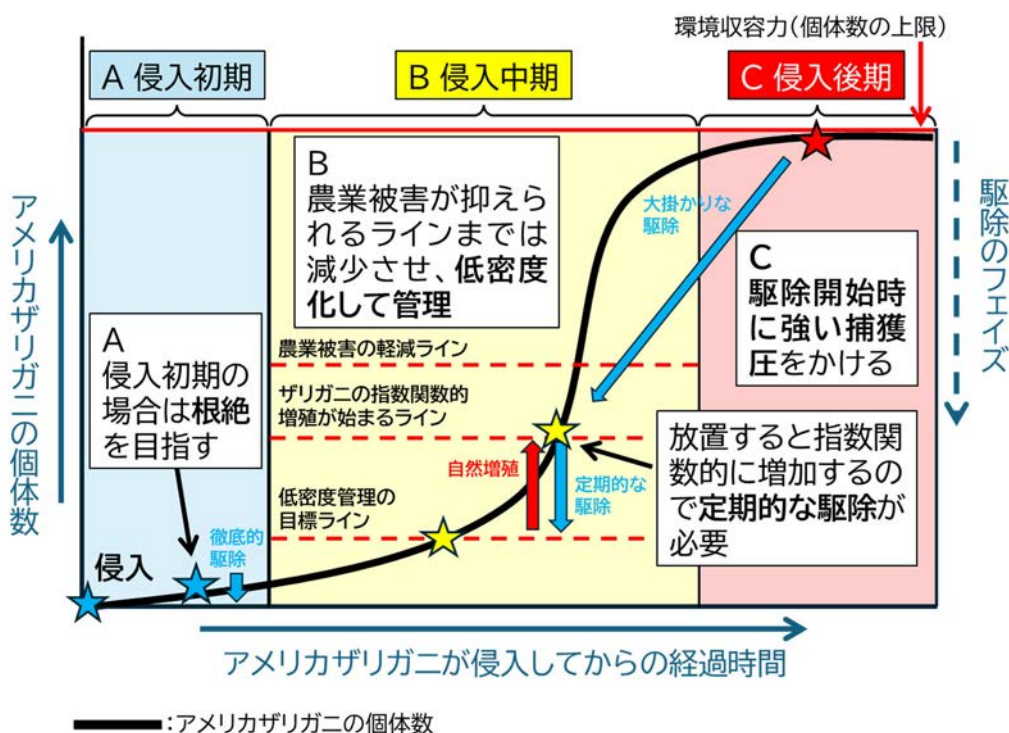 環境収容力(個体数の上限)
A 侵入初期
B 侵入中期
C 侵入後期
アメリカザリガニの個体数
駆除のフェイズ
B
農業被害が抑えら
れるラインまでは
減少させ、低密度
化して管理
大掛かりな
駆除
C
駆除開始時
に強い捕獲
圧をかける
A
侵入初期の
場合は根絶
を目指す
農業被害の軽減ライン
ザリガニの指数関数的
増殖が始まるライン
自然増殖
定期的な
駆除
放置すると指数関
数的に増加するの
で定期的な駆除が
必要
低密度管理の
目標ライン
徹底的
駆除
侵入
アメリカザリガニが侵入してからの経過時間
:アメリカザリガニの個体数